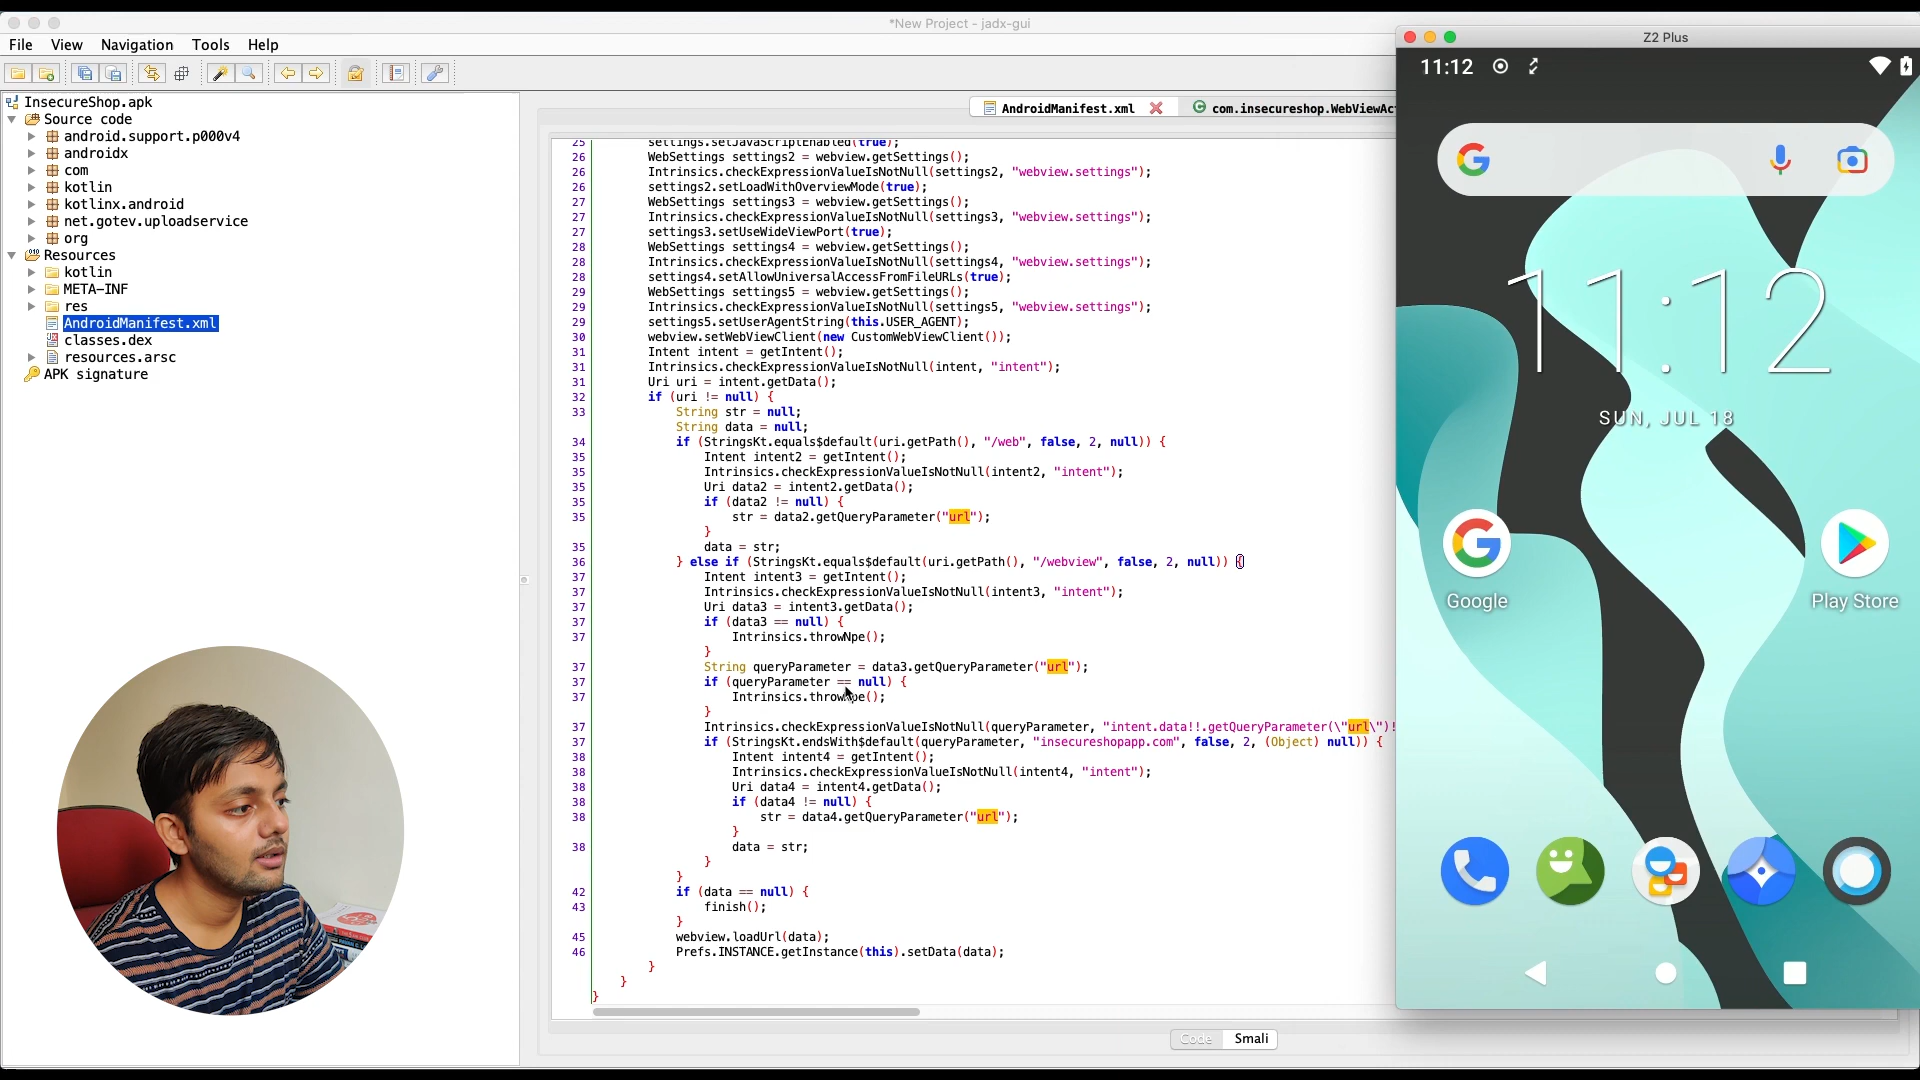 *New Project - jadx-gui
File View Navigation Tools Help
InsecureShop.apk
Source code
android.support.p000v4
androidx
com
kotlin
kotlinx.android
net.gotev.uploadservice
org
Resources
kotlin
META-INF
res
AndroidManifest.xml
classes.dex
resources.arsc
APK signature
AndroidManifest.xml com.insecureshop.WebViewAc
25 settings.setJavaScriptEnabled(true);
26 WebSettings settings2 = webview.getSettings();
26 Intrinsics.checkExpressionValueIsNotNull(settings2, "webview.settings");
26 settings2.setLoadWithOverviewMode(true);
27 WebSettings settings3 = webview.getSettings();
27 Intrinsics.checkExpressionValueIsNotNull(settings3, "webview.settings");
27 settings3.setUseWideViewPort(true);
28 WebSettings settings4 = webview.getSettings();
28 Intrinsics.checkExpressionValueIsNotNull(settings4, "webview.settings");
28 settings4.setAllowUniversalAccessFromFileURLs(true);
29 WebSettings settings5 = webview.getSettings();
29 Intrinsics.checkExpressionValueIsNotNull(settings5, "webview.settings");
29 settings5.setUserAgentString(this.USER_AGENT);
30 webview.setWebViewClient(new CustomWebViewClient());
31 Intent intent = getIntent();
31 Intrinsics.checkExpressionValueIsNotNull(intent, "intent");
31 Uri uri = intent.getData();
32 if (uri != null) {
33 String str = null;
String data = null;
34 if (StringsKt.equals$default(uri.getPath(), "/web", false, 2, null)) {
35 Intent intent2 = getIntent();
35 Intrinsics.checkExpressionValueIsNotNull(intent2, "intent");
35 Uri data2 = intent2.getData();
35 if (data2 != null) {
35 str = data2.getQueryParameter("url");
}
35 data = str;
36 } else if (StringsKt.equals$default(uri.getPath(), "/webview", false, 2, null)) {
37 Intent intent3 = getIntent();
37 Intrinsics.checkExpressionValueIsNotNull(intent3, "intent");
37 Uri data3 = intent3.getData();
37 if (data3 == null) {
37 Intrinsics.throwNpe();
}
37 String queryParameter = data3.getQueryParameter("url");
37 if (queryParameter == null) {
37 Intrinsics.throwNpe();
}
37 Intrinsics.checkExpressionValueIsNotNull(queryParameter, "intent.data!!.getQueryParameter(\"url\")!
37 if (StringsKt.endsWith$default(queryParameter, "insecureshopapp.com", false, 2, (Object) null)) {
38 Intent intent4 = getIntent();
38 Intrinsics.checkExpressionValueIsNotNull(intent4, "intent");
38 Uri data4 = intent4.getData();
38 if (data4 != null) {
38 str = data4.getQueryParameter("url");
}
38 data = str;
}
}
42 if (data == null) {
43 finish();
}
45 webview.loadUrl(data);
46 Prefs.INSTANCE.getInstance(this).setData(data);
}
}
}
Code Smali
Z2 Plus
11:12
11:12
SUN, JUL 18
Google Play Store